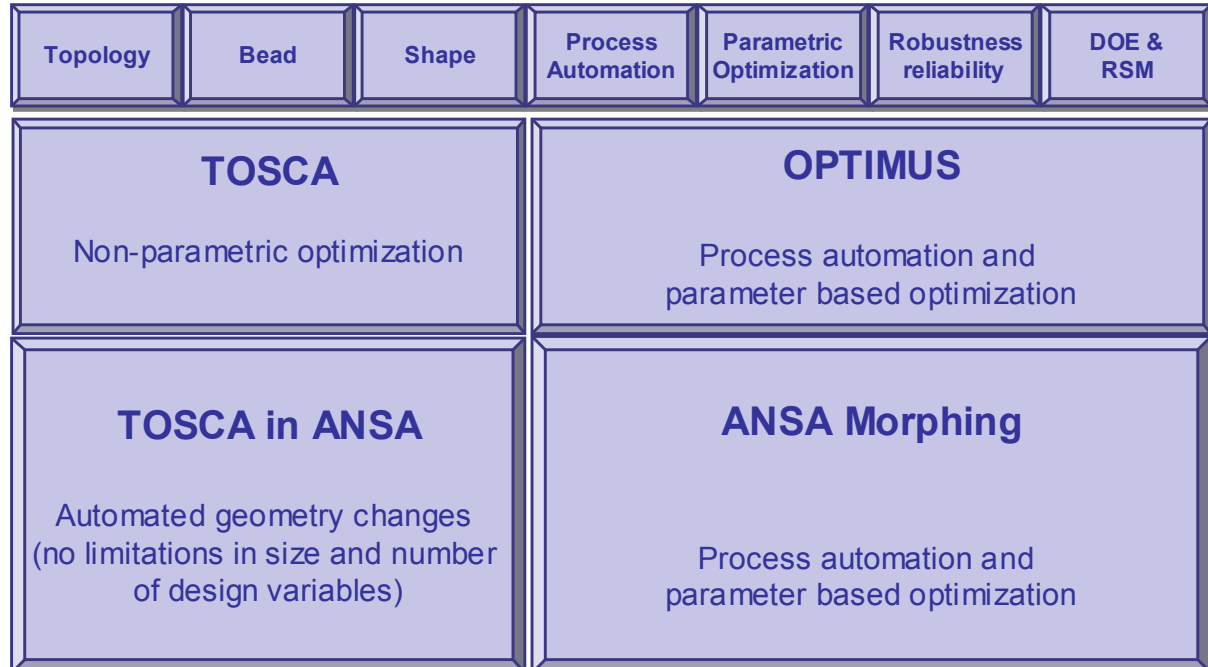 Topology
Bead
Shape
Process
Automation
Parametric
Optimization
Robustness
reliability
DOE &
RSM
TOSCA
Non-parametric optimization
OPTIMUS
Process automation and
parameter based optimization
TOSCA in ANSA
Automated geometry changes
(no limitations in size and number
of design variables)
ANSA Morphing
Process automation and
parameter based optimization